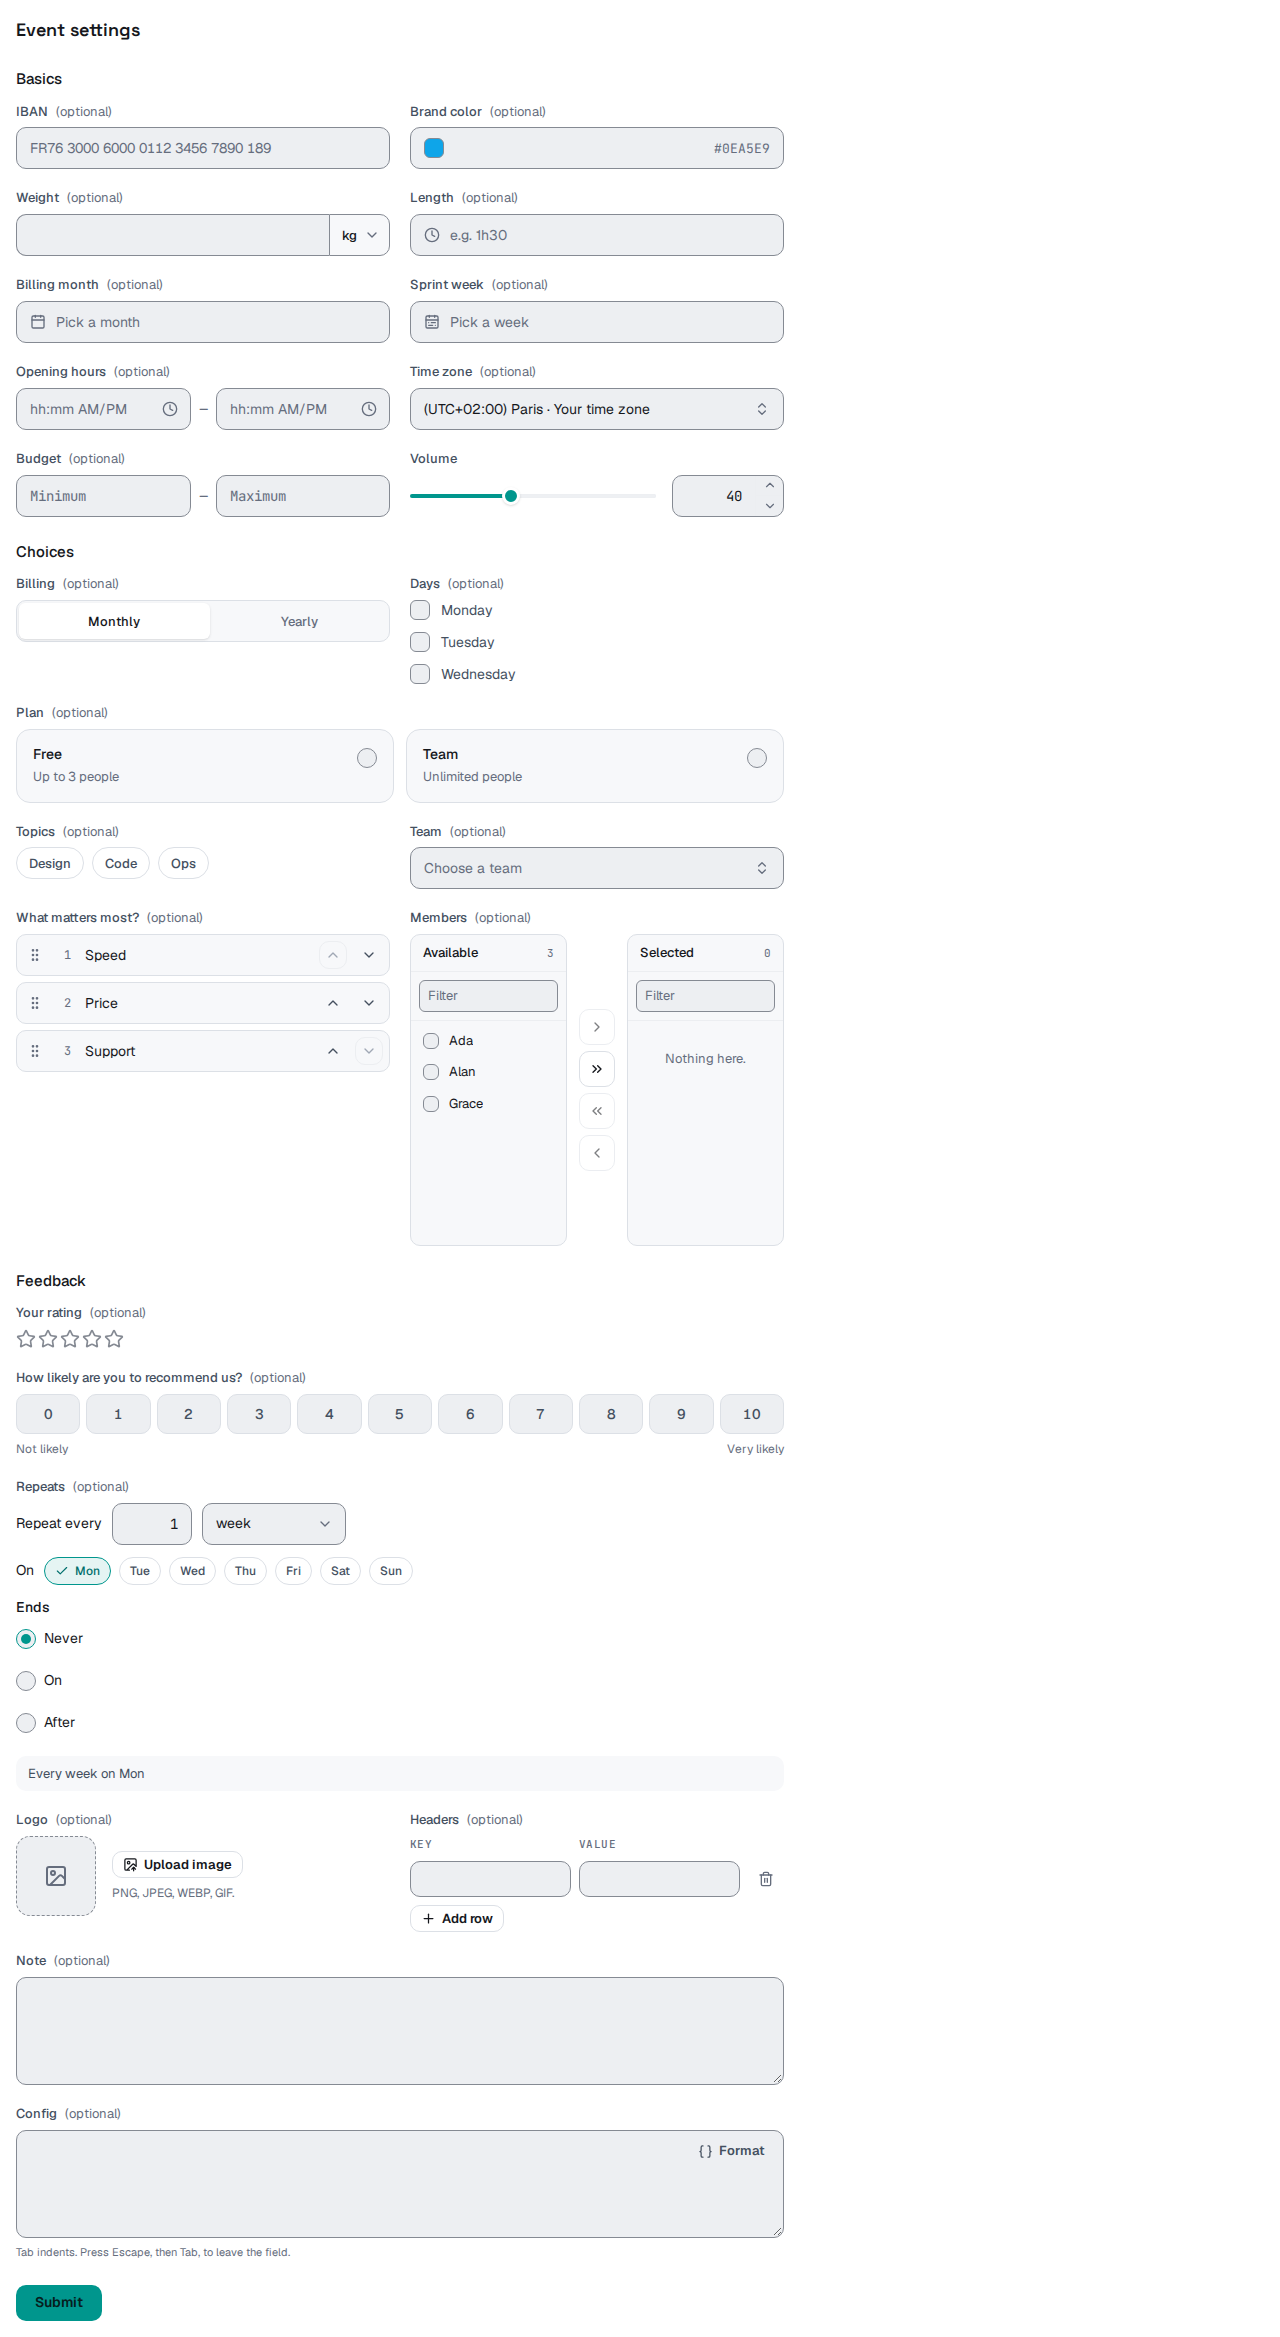 Event settings
Basics
IBAN (optional)
FR76 3000 6000 0112 3456 7890 189
Brand color (optional)
#0EA5E9
Weight (optional)
kg
Length (optional)
e.g. 1h30
Billing month (optional)
Pick a month
Sprint week (optional)
Pick a week
Opening hours (optional)
hh:mm AM/PM – hh:mm AM/PM
Time zone (optional)
(UTC+02:00) Paris · Your time zone
Budget (optional)
Minimum – Maximum
Volume
40
Choices
Billing (optional)
Monthly Yearly
Days (optional)
Monday
Tuesday
Wednesday
Plan (optional)
Free
Up to 3 people
Team
Unlimited people
Topics (optional)
Design Code Ops
Team (optional)
Choose a team
What matters most? (optional)
1 Speed
2 Price
3 Support
Members (optional)
Available 3
Filter
Ada
Alan
Grace
Selected 0
Filter
Nothing here.
Feedback
Your rating (optional)
How likely are you to recommend us? (optional)
0 1 2 3 4 5 6 7 8 9 10
Not likely Very likely
Repeats (optional)
Repeat every 1 week
On Mon Tue Wed Thu Fri Sat Sun
Ends
Never
On
After
Every week on Mon
Logo (optional)
Upload image
PNG, JPEG, WEBP, GIF.
Headers (optional)
KEY VALUE
Add row
Note (optional)
Config (optional)
{ } Format
Tab indents. Press Escape, then Tab, to leave the field.
Submit